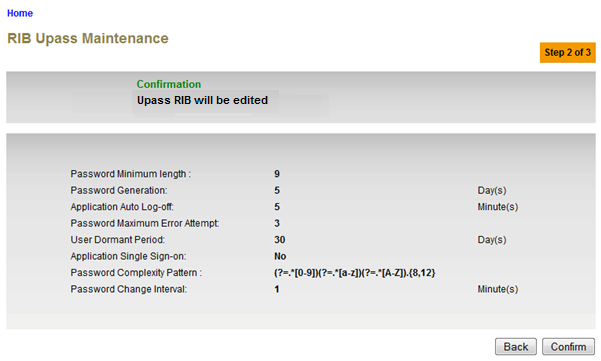 Home
RIB Upass Maintenance
Step 2 of 3
Confirmation
Upass RIB will be edited
Password Minimum length : 9
Password Generation: 5 Day(s)
Application Auto Log-off: 5 Minute(s)
Password Maximum Error Attempt: 3
User Dormant Period: 30 Day(s)
Application Single Sign-on: No
Password Complexity Pattern : (?=.*[0-9])(?=.*[a-z])(?=.*[A-Z]).{8,12}
Password Change Interval: 1 Minute(s)
Back Confirm